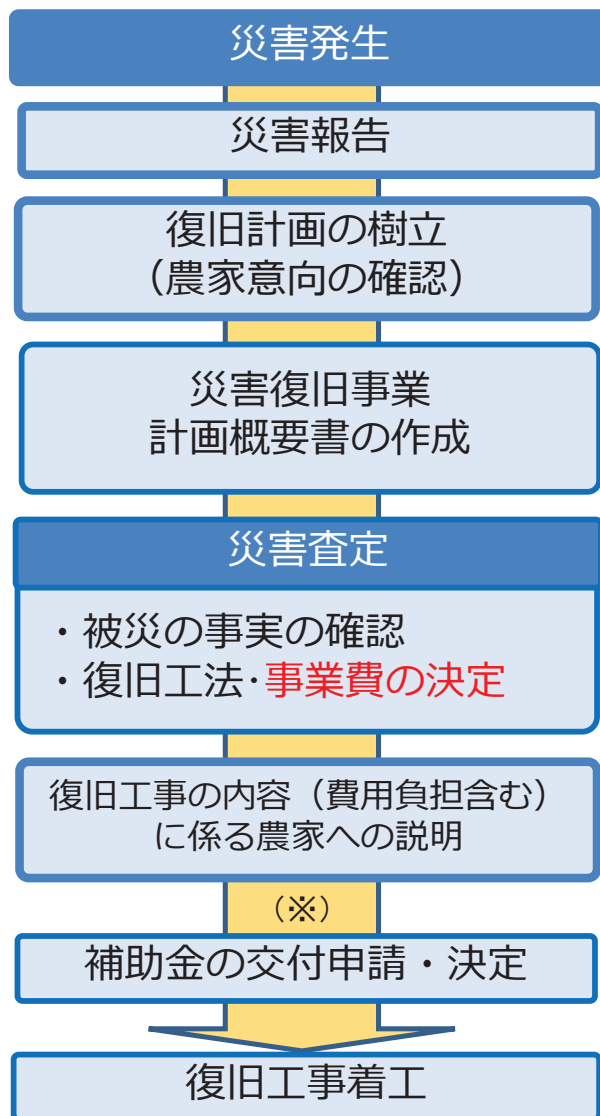 災害発生
災害報告
復旧計画の樹立
（農家意向の確認）
災害復旧事業
計画概要書の作成
災害査定
・被災の事実の確認
・復旧工法・事業費の決定
復旧工事の内容（費用負担含む）
に係る農家への説明
（※）
補助金の交付申請・決定
復旧工事着工